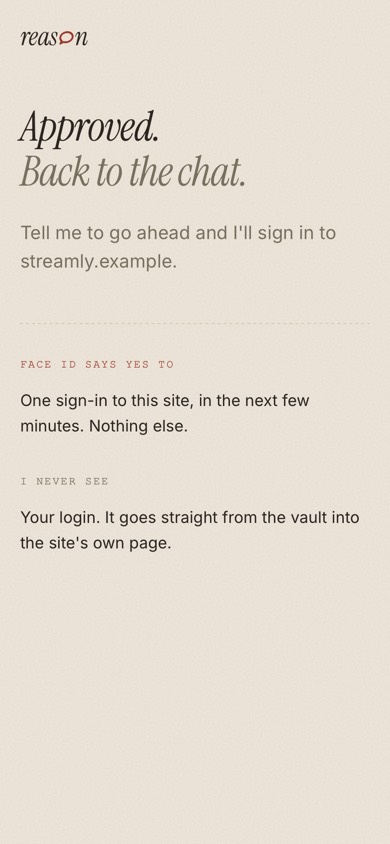 reason
Approved.
Back to the chat.
Tell me to go ahead and I'll sign in to
streamly.example.
FACE ID SAYS YES TO
One sign-in to this site, in the next few
minutes. Nothing else.
I NEVER SEE
Your login. It goes straight from the vault into
the site's own page.